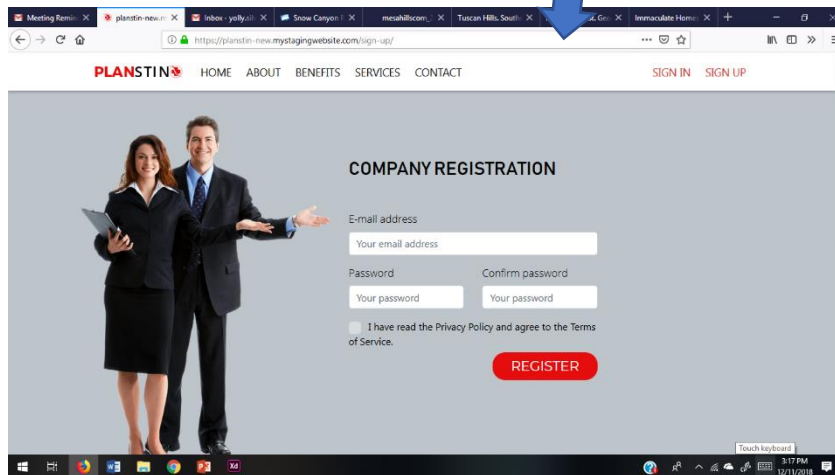 Meeting Remin
planstin-new.m
Inbox - yolly.sili
Snow Canyon P
mesahillscom_
Tuscan Hills. South
Immaculate Homes
https://planstin-new.mystagingwebsite.com/sign-up/
PLANSTIN HOME ABOUT BENEFITS SERVICES CONTACT SIGN IN SIGN UP
COMPANY REGISTRATION
E-mail address
Your email address
Password Confirm password
Your password Your password
I have read the Privacy Policy and agree to the Terms
of Service.
REGISTER
Touch keyboard
3:17 PM
12/11/2018